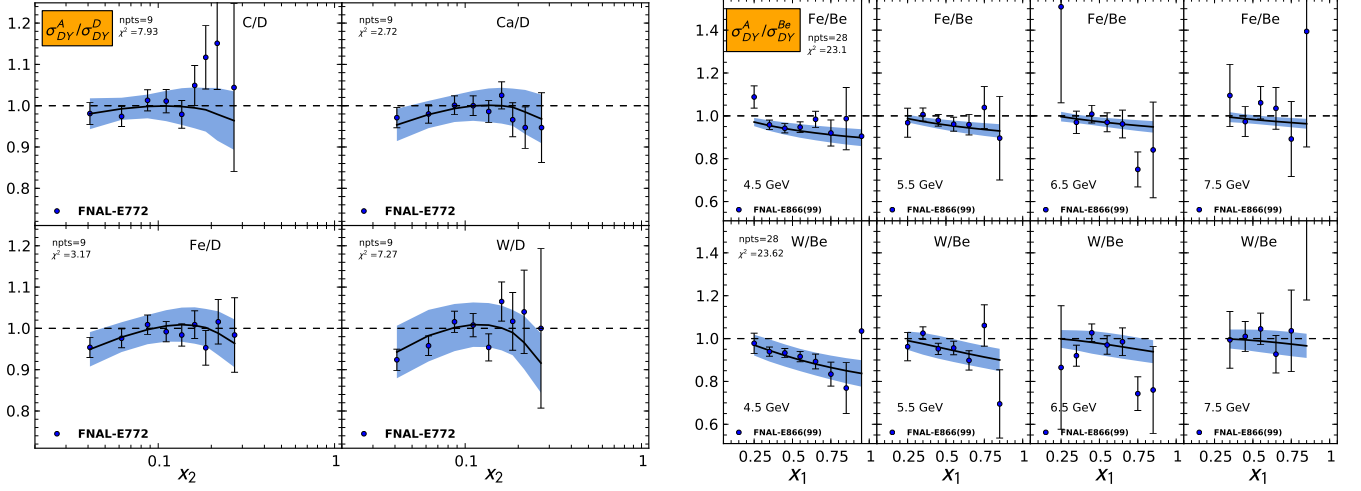 σ^A_DY/σ^D_DY
npts=9
χ² =7.93
C/D
npts=9
χ² =2.72
Ca/D
1.2
1.1
1.0
0.9
0.8
FNAL-E772
FNAL-E772
npts=9
χ² =3.17
Fe/D
npts=9
χ² =7.27
W/D
1.2
1.1
1.0
0.9
0.8
FNAL-E772
FNAL-E772
0.1 1 0.1 1
x₂ x₂
σ^A_DY/σ^Be_DY
Fe/Be
npts=28
χ² =23.1
Fe/Be
Fe/Be
Fe/Be
1.4
1.2
1.0
0.8
0.6
4.5 GeV 5.5 GeV 6.5 GeV 7.5 GeV
FNAL-E866(99) FNAL-E866(99) FNAL-E866(99) FNAL-E866(99)
npts=28
χ² =23.62
W/Be
W/Be
W/Be
W/Be
1.4
1.2
1.0
0.8
0.6
4.5 GeV 5.5 GeV 6.5 GeV 7.5 GeV
FNAL-E866(99) FNAL-E866(99) FNAL-E866(99) FNAL-E866(99)
0.25 0.5 0.75 1 0.25 0.5 0.75 1 0.25 0.5 0.75 1 0.25 0.5 0.75 1
x₁ x₁ x₁ x₁